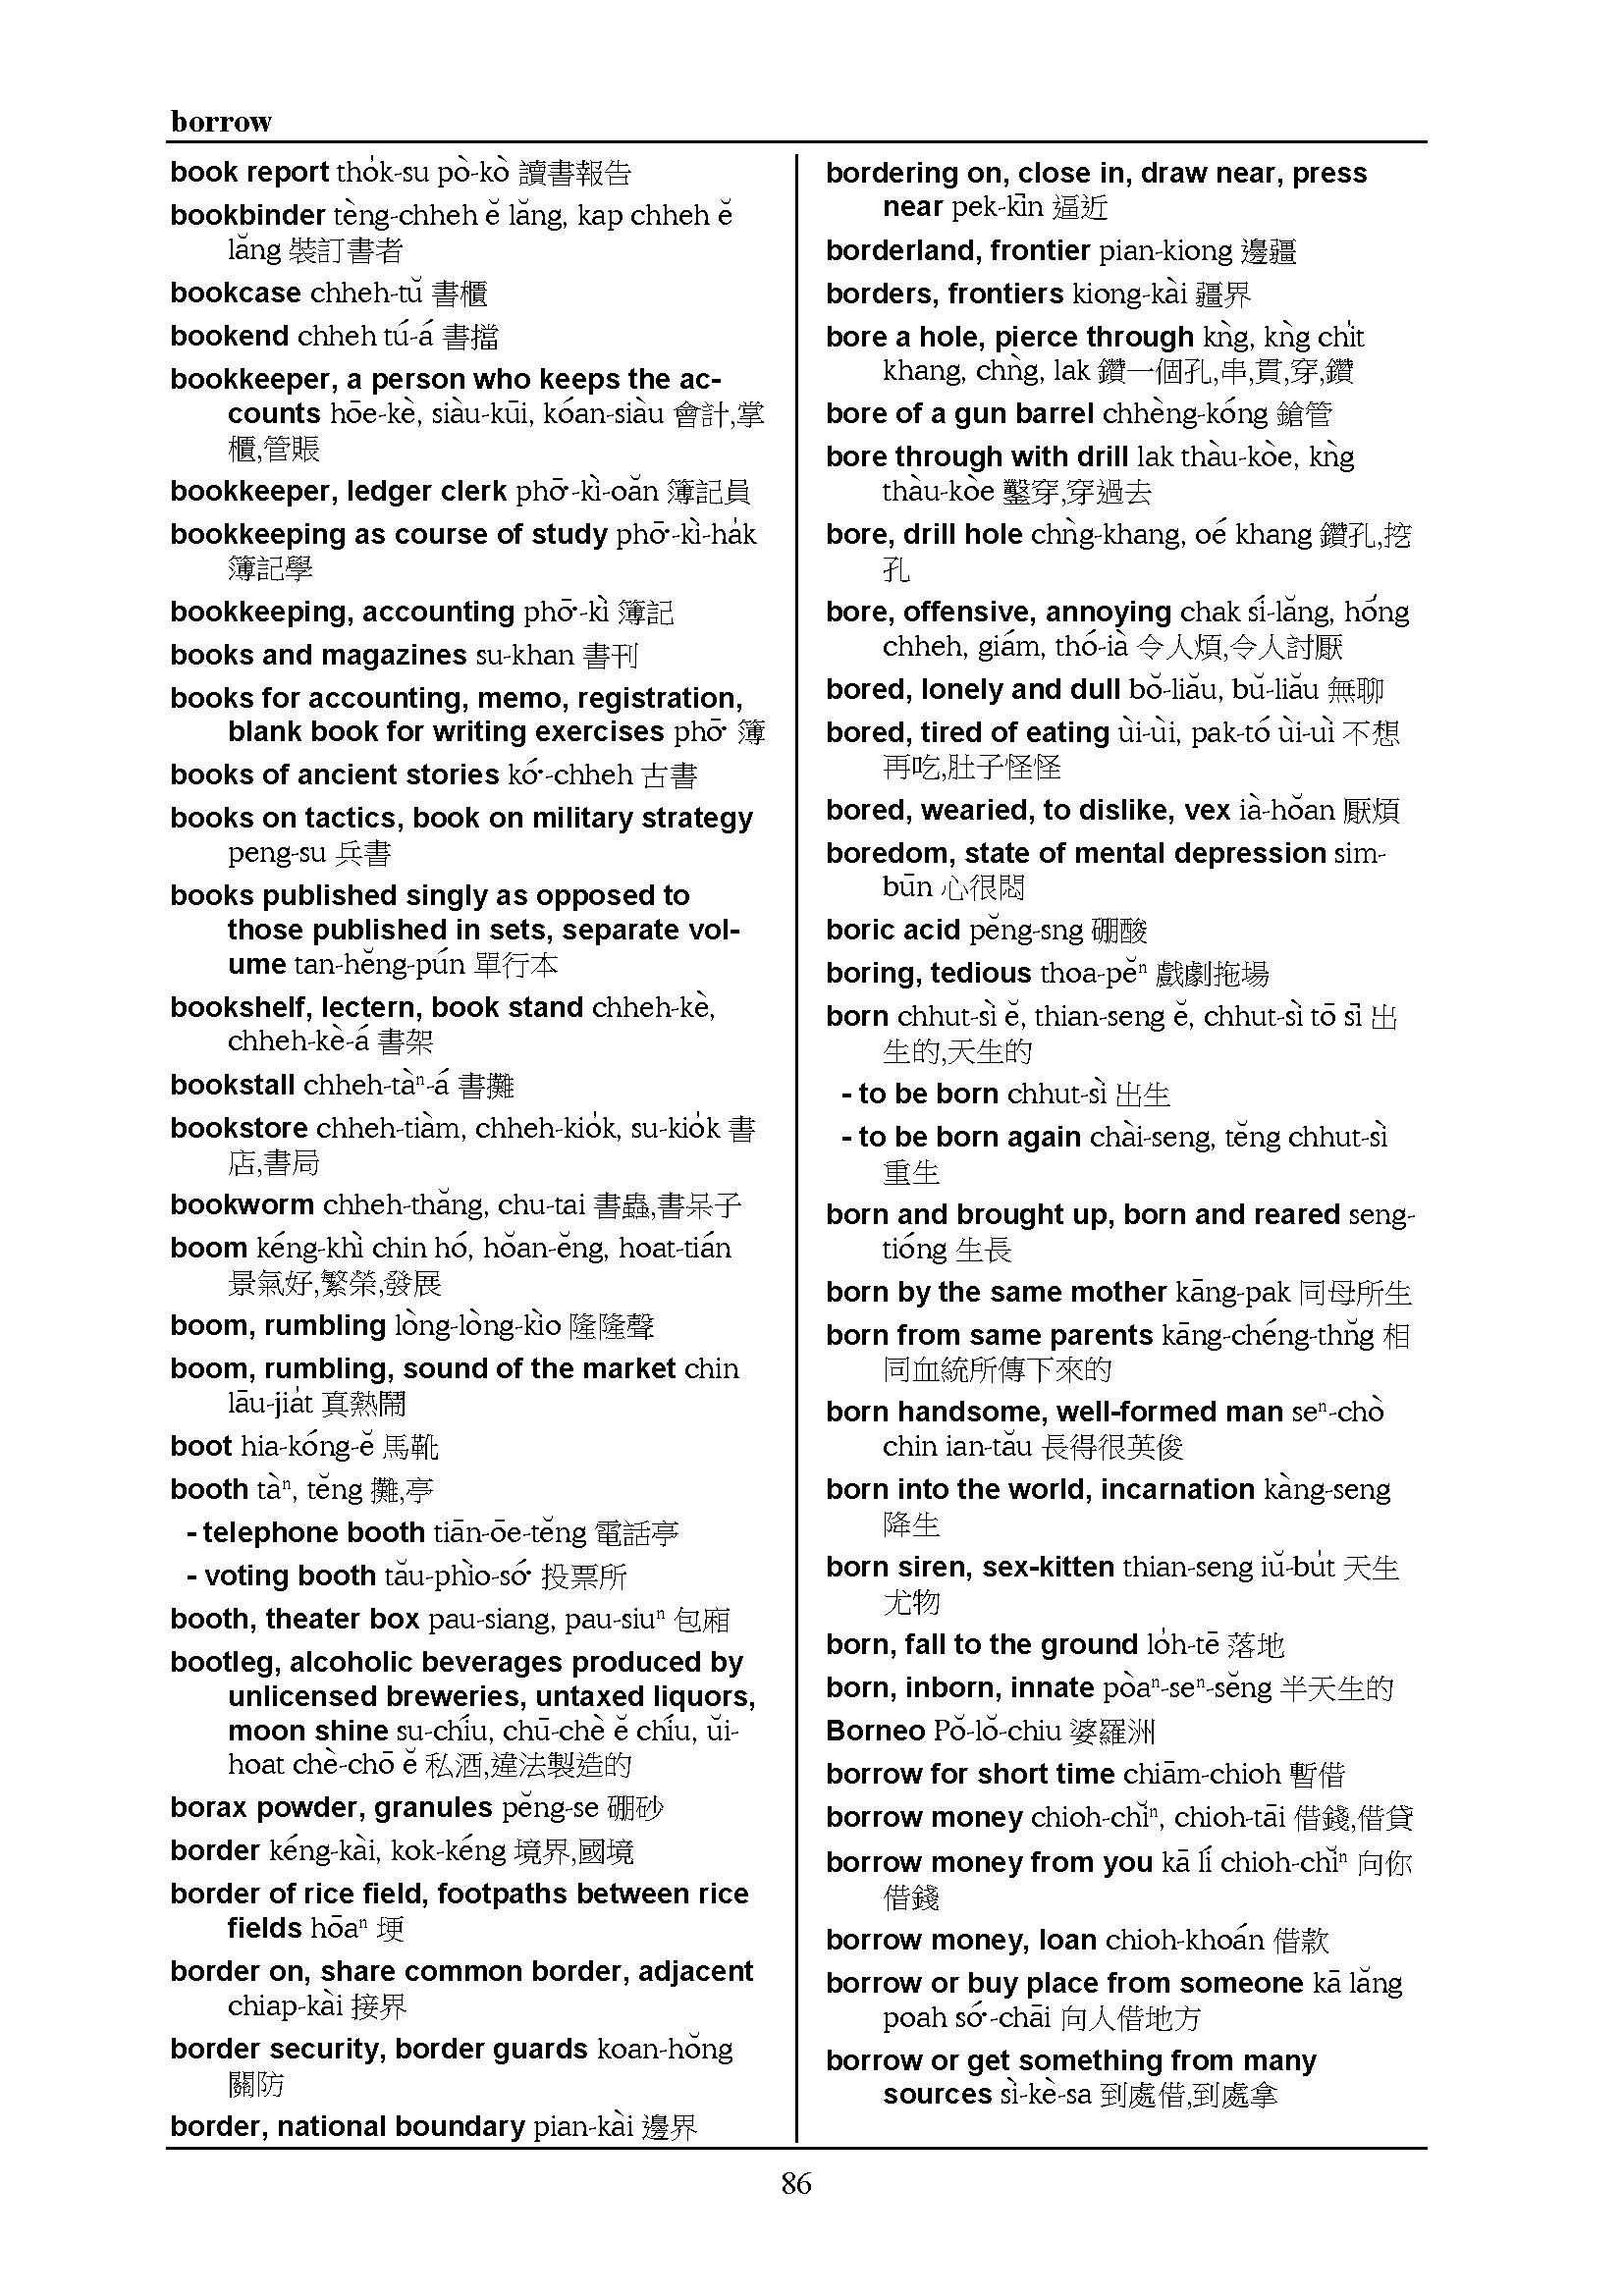 borrow
book report tho̍k-su pò-kò 讀書報告
bookbinder tèng-chheh ĕ lăng, kap chheh ĕ
lăng 裝訂書者
bookcase chheh-tŭ 書櫃
bookend chheh tú-á 書擋
bookkeeper, a person who keeps the ac-
counts hōe-kè, siàu-kūi, kóan-siàu 會計,掌
櫃,管賬
bookkeeper, ledger clerk phō͘-kì-oăn 簿記員
bookkeeping as course of study phō͘-kì-ha̍k
簿記學
bookkeeping, accounting phō͘-kì 簿記
books and magazines su-khan 書刊
books for accounting, memo, registration,
blank book for writing exercises phō͘ 簿
books of ancient stories kó͘-chheh 古書
books on tactics, book on military strategy
peng-su 兵書
books published singly as opposed to
those published in sets, separate vol-
ume tan-hĕng-pún 單行本
bookshelf, lectern, book stand chheh-kè,
chheh-kè-á 書架
bookstall chheh-tàⁿ-á 書攤
bookstore chheh-tiàm, chheh-kio̍k, su-kio̍k 書
店,書局
bookworm chheh-thăng, chu-tai 書蟲,書呆子
boom kéng-khì chin hó, hŏan-ĕng, hoat-tián
景氣好,繁榮,發展
boom, rumbling lòng-lòng-kìo 隆隆聲
boom, rumbling, sound of the market chin
lāu-jia̍t 真熱鬧
boot hia-kóng-ĕ 馬靴
booth tàⁿ, tĕng 攤,亭
- telephone booth tiān-ōe-tĕng 電話亭
- voting booth tău-phìo-só͘ 投票所
booth, theater box pau-siang, pau-siuⁿ 包廂
bootleg, alcoholic beverages produced by
unlicensed breweries, untaxed liquors,
moon shine su-chíu, chū-chè ĕ chíu, ŭi-
hoat chè-chō ĕ 私酒,違法製造的
borax powder, granules pĕng-se 硼砂
border kéng-kài, kok-kéng 境界,國境
border of rice field, footpaths between rice
fields hōaⁿ 埂
border on, share common border, adjacent
chiap-kài 接界
border security, border guards koan-hŏng
關防
border, national boundary pian-kài 邊界
bordering on, close in, draw near, press
near pek-kīn 逼近
borderland, frontier pian-kiong 邊疆
borders, frontiers kiong-kài 疆界
bore a hole, pierce through kǹg, kǹg chi̍t
khang, chǹg, lak 鑽一個孔,串,貫,穿,鑽
bore of a gun barrel chhèng-kóng 鎗管
bore through with drill lak thàu-kòe, kǹg
thàu-kòe 鑿穿,穿過去
bore, drill hole chǹg-khang, oé khang 鑽孔,挖
孔
bore, offensive, annoying chak sí-lăng, hóng
chheh, giám, thó-ià 令人煩,令人討厭
bored, lonely and dull bŏ-liău, bŭ-liău 無聊
bored, tired of eating ùi-ùi, pak-tó ùi-uì 不想
再吃,肚子怪怪
bored, wearied, to dislike, vex ià-hŏan 厭煩
boredom, state of mental depression sim-
būn 心很悶
boric acid pĕng-sng 硼酸
boring, tedious thoa-pĕⁿ 戲劇拖場
born chhut-sì ĕ, thian-seng ĕ, chhut-sì tō sī 出
生的,天生的
- to be born chhut-sì 出生
- to be born again chài-seng, tĕng chhut-sì
重生
born and brought up, born and reared seng-
tióng 生長
born by the same mother kāng-pak 同母所生
born from same parents kāng-chéng-thn̆g 相
同血統所傳下來的
born handsome, well-formed man seⁿ-chò
chin ian-tău 長得很英俊
born into the world, incarnation kàng-seng
降生
born siren, sex-kitten thian-seng iŭ-bu̍t 天生
尤物
born, fall to the ground lo̍h-tē 落地
born, inborn, innate pòaⁿ-seⁿ-sĕng 半天生的
Borneo Pŏ-lŏ-chiu 婆羅洲
borrow for short time chiām-chioh 暫借
borrow money chioh-chĭⁿ, chioh-tāi 借錢,借貸
borrow money from you kā lí chioh-chĭⁿ 向你
借錢
borrow money, loan chioh-khoán 借款
borrow or buy place from someone kā lăng
poah só͘-chāi 向人借地方
borrow or get something from many
sources sì-kè-sa 到處借,到處拿
86